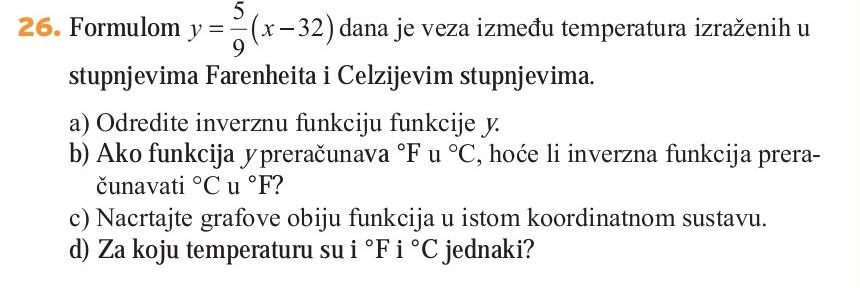 26. Formulom y = 5/9 (x – 32) dana je veza između temperatura izraženih u
stupnjevima Farenheita i Celzijevim stupnjevima.
a) Odredite inverznu funkciju funkcije y.
b) Ako funkcija y preračunava °F u °C, hoće li inverzna funkcija prera-
čunavati °C u °F?
c) Nacrtajte grafove obiju funkcija u istom koordinatnom sustavu.
d) Za koju temperaturu su i °F i °C jednaki?